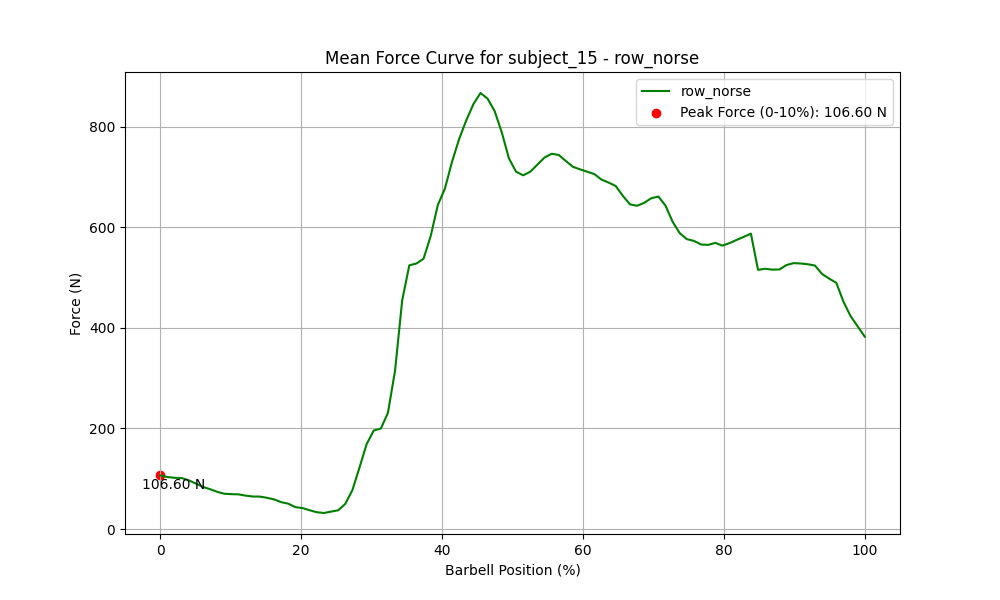 Mean Force Curve for subject_15 - row_norse
row_norse
Peak Force (0-10%): 106.60 N
800
600
400
200
0
Force (N)
106.60 N
0 20 40 60 80 100
Barbell Position (%)